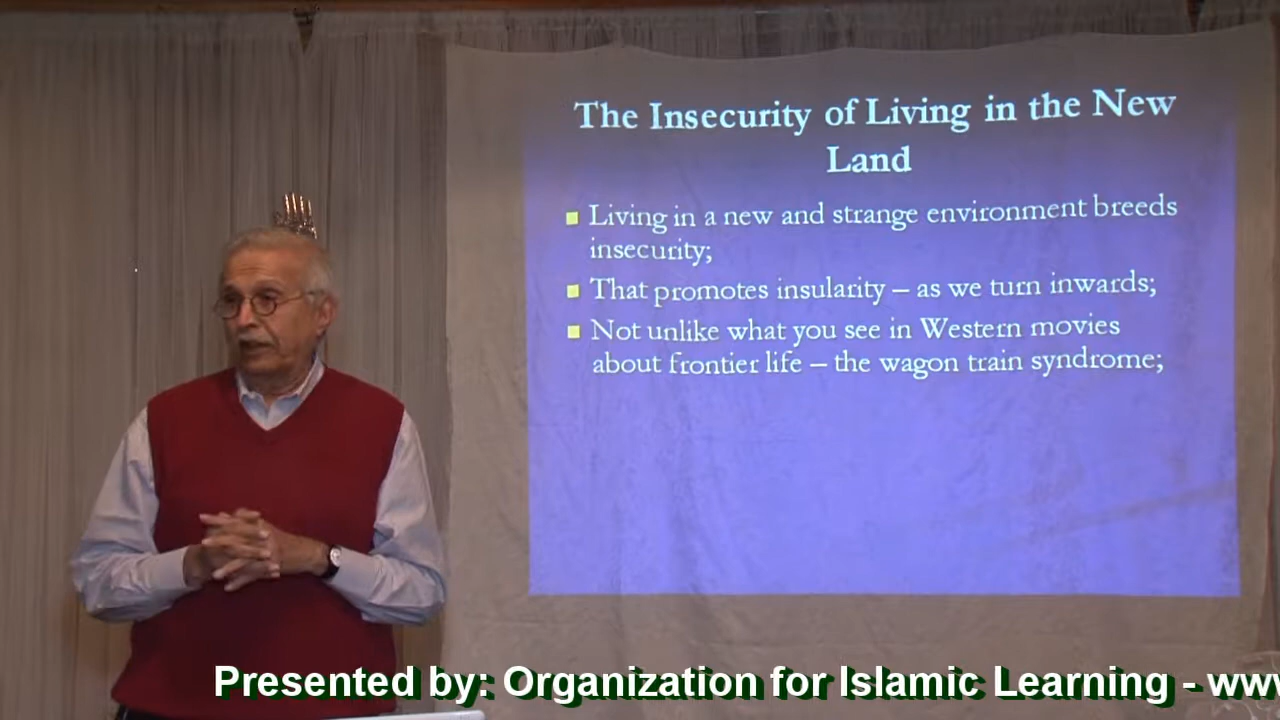 The Insecurity of Living in the New
Land
Living in a new and strange environment breeds
insecurity;
That promotes insularity – as we turn inwards;
Not unlike what you see in Western movies
about frontier life – the wagon train syndrome;
Presented by: Organization for Islamic Learning -